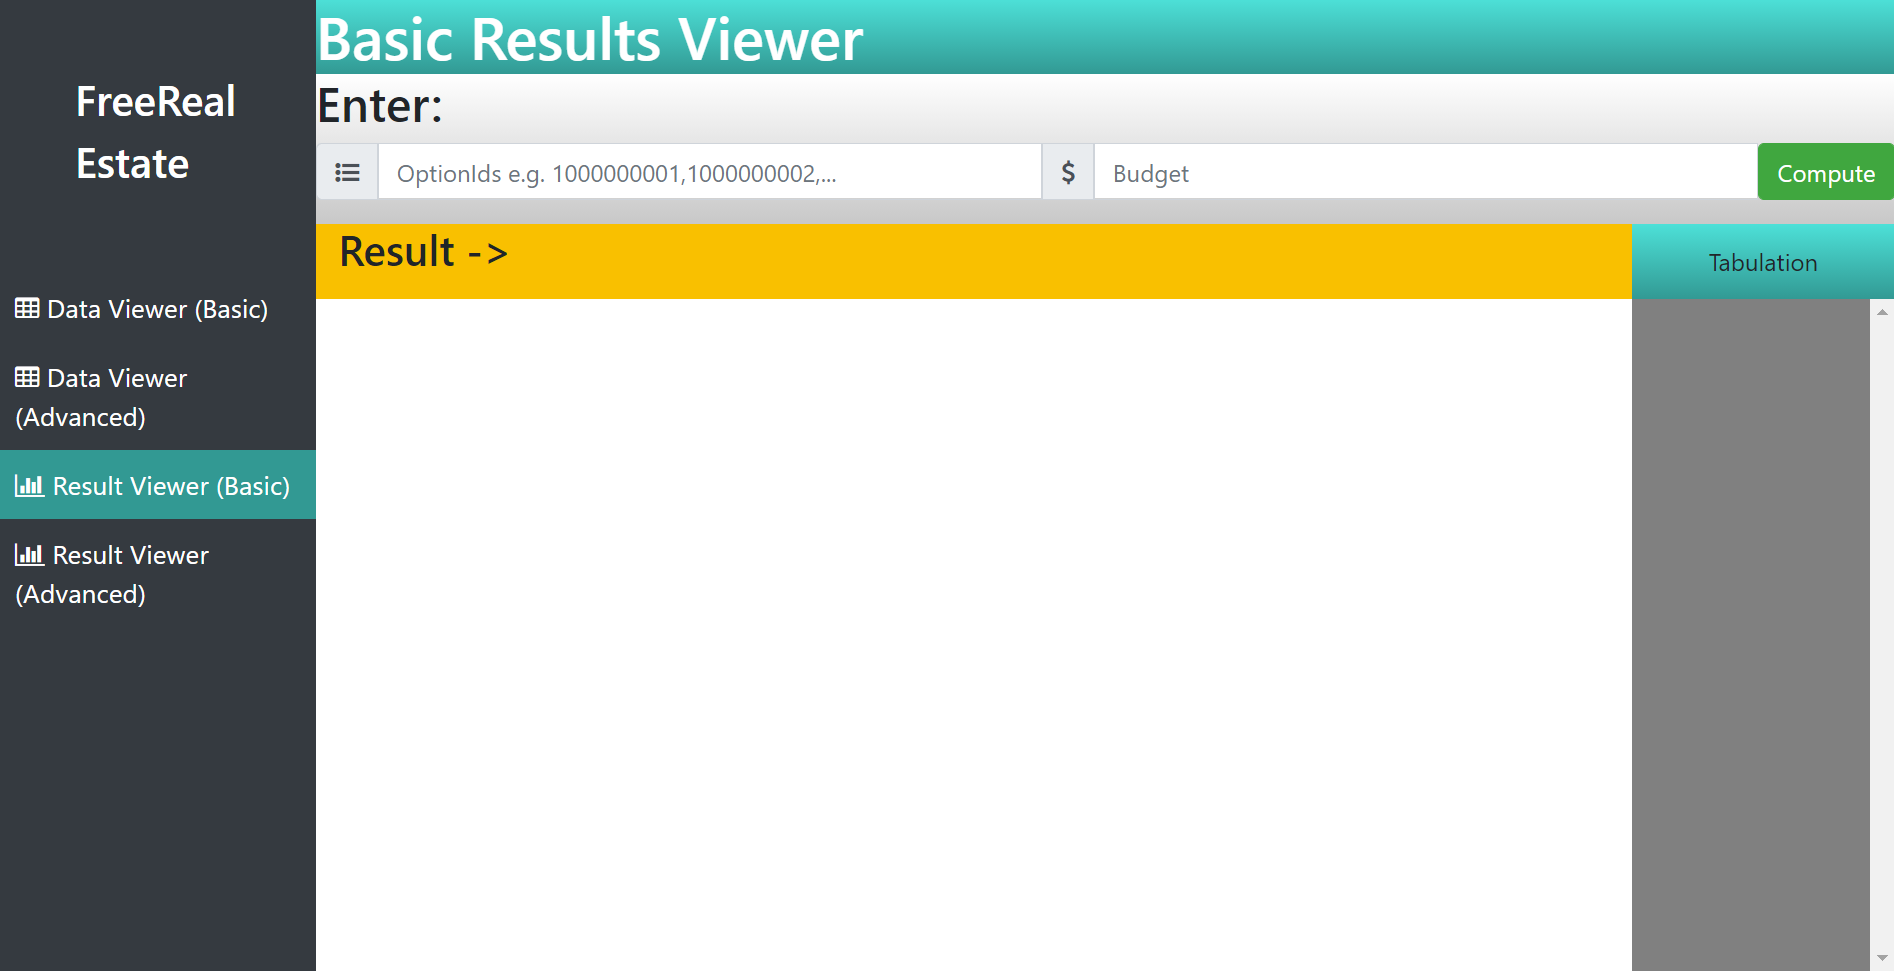 FreeReal
Estate
Data Viewer (Basic)
Data Viewer
(Advanced)
Result Viewer (Basic)
Result Viewer
(Advanced)
Basic Results Viewer
Enter:
OptionIds e.g. 1000000001,1000000002,...
$
Budget
Compute
Result ->
Tabulation